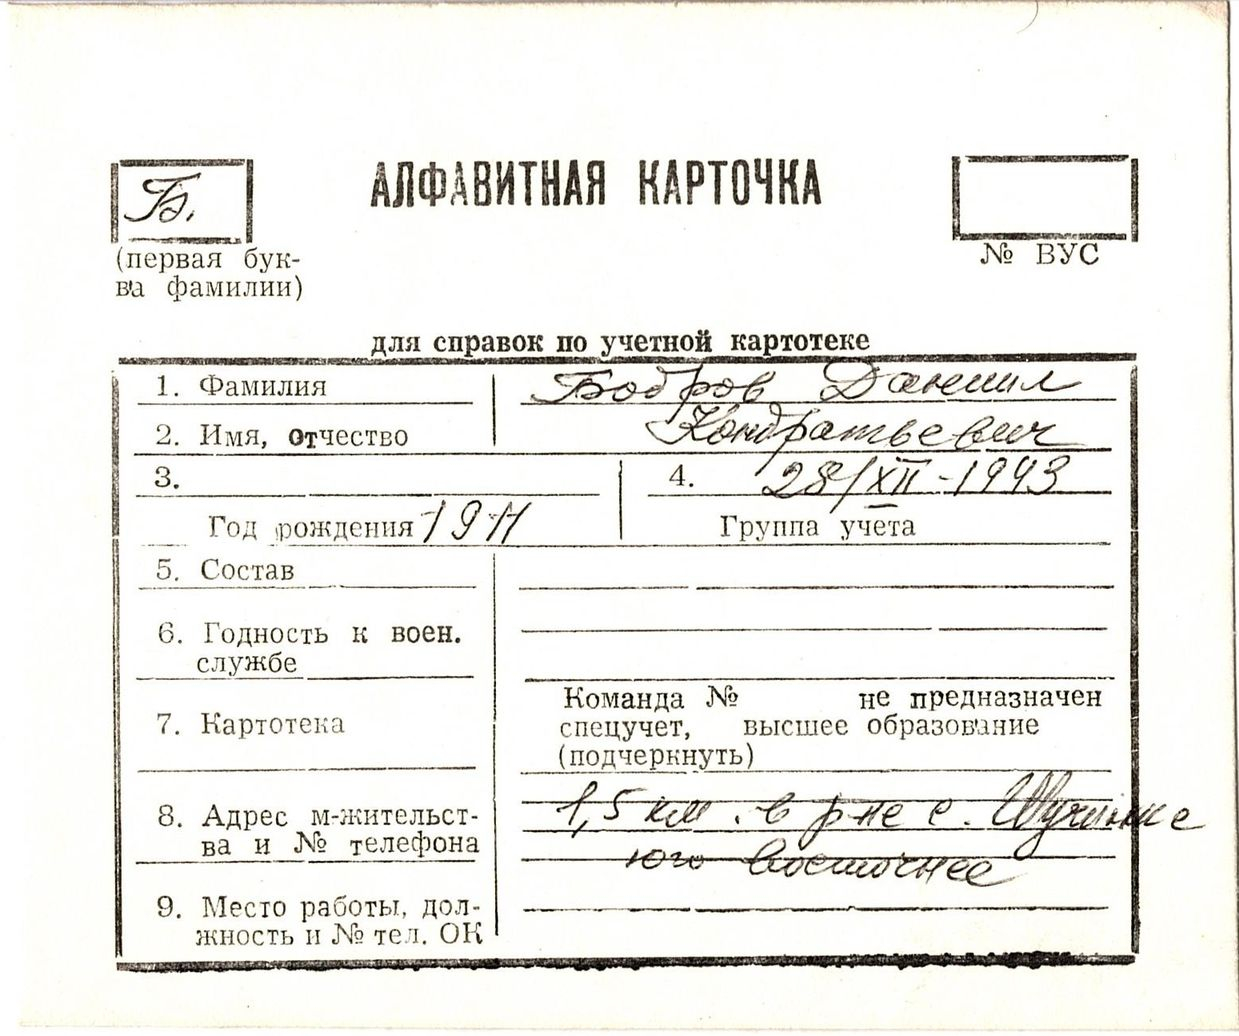 Б.
АЛФАВИТНАЯ КАРТОЧКА
(первая бук-
ва фамилии)
№ ВУС
для справок по учетной картотеке
1. Фамилия Бодров Даниил
2. Имя, отчество Кондратьевич
3.
4. 28/XII-1943
Год рождения 1911
Группа учета
5. Состав
6. Годность к воен.
службе
7. Картотека
Команда № не предназначен
спецучет, высшее образование
(подчеркнуть)
8. Адрес м-жительст-
ва и № телефона
1,5 км. в р-не с.
юго восточнее
9. Место работы, дол-
жность и № тел. ОК